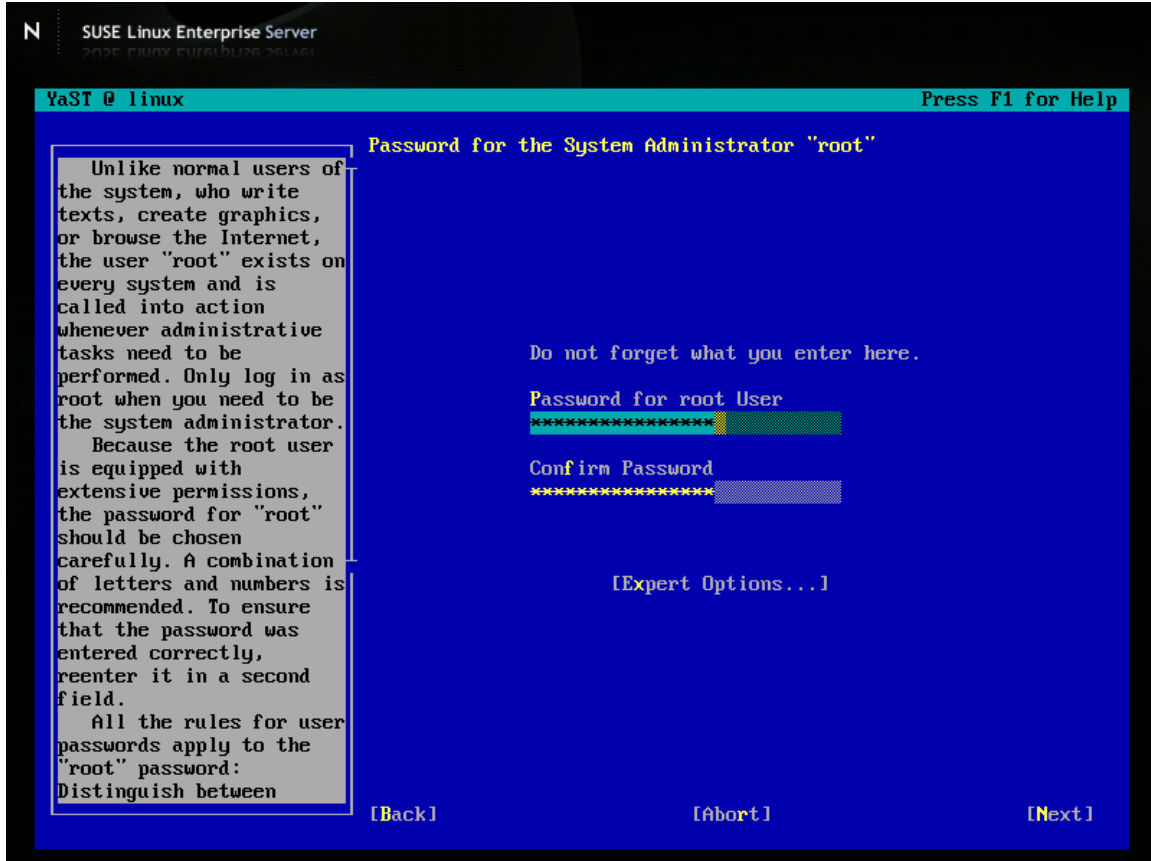 N SUSE Linux Enterprise Server
YaST @ linux Press F1 for Help
Password for the System Administrator "root"
Unlike normal users of
the system, who write
texts, create graphics,
or browse the Internet,
the user "root" exists on
every system and is
called into action
whenever administrative
tasks need to be
performed. Only log in as
root when you need to be
the system administrator.
Because the root user
is equipped with
extensive permissions,
the password for "root"
should be chosen
carefully. A combination
of letters and numbers is
recommended. To ensure
that the password was
entered correctly,
reenter it in a second
field.
All the rules for user
passwords apply to the
"root" password:
Distinguish between
Do not forget what you enter here.
Password for root User
****************
Confirm Password
****************
[Expert Options...]
[Back] [Abort] [Next]